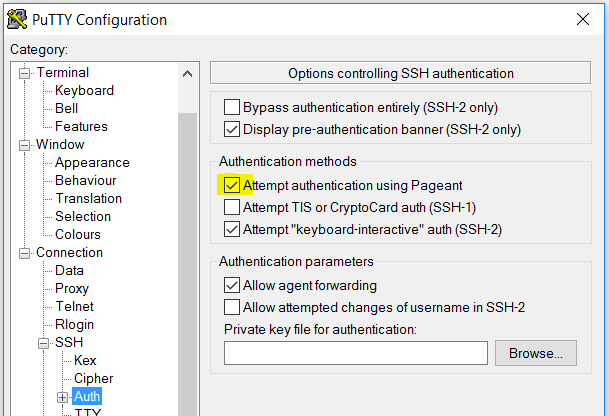 PuTTY Configuration
Category:
Terminal
Keyboard
Bell
Features
Window
Appearance
Behaviour
Translation
Selection
Colours
Connection
Data
Proxy
Telnet
Rlogin
SSH
Kex
Cipher
Auth
TTY
Options controlling SSH authentication
Bypass authentication entirely (SSH-2 only)
Display pre-authentication banner (SSH-2 only)
Authentication methods
Attempt authentication using Pageant
Attempt TIS or CryptoCard auth (SSH-1)
Attempt "keyboard-interactive" auth (SSH-2)
Authentication parameters
Allow agent forwarding
Allow attempted changes of username in SSH-2
Private key file for authentication:
Browse...